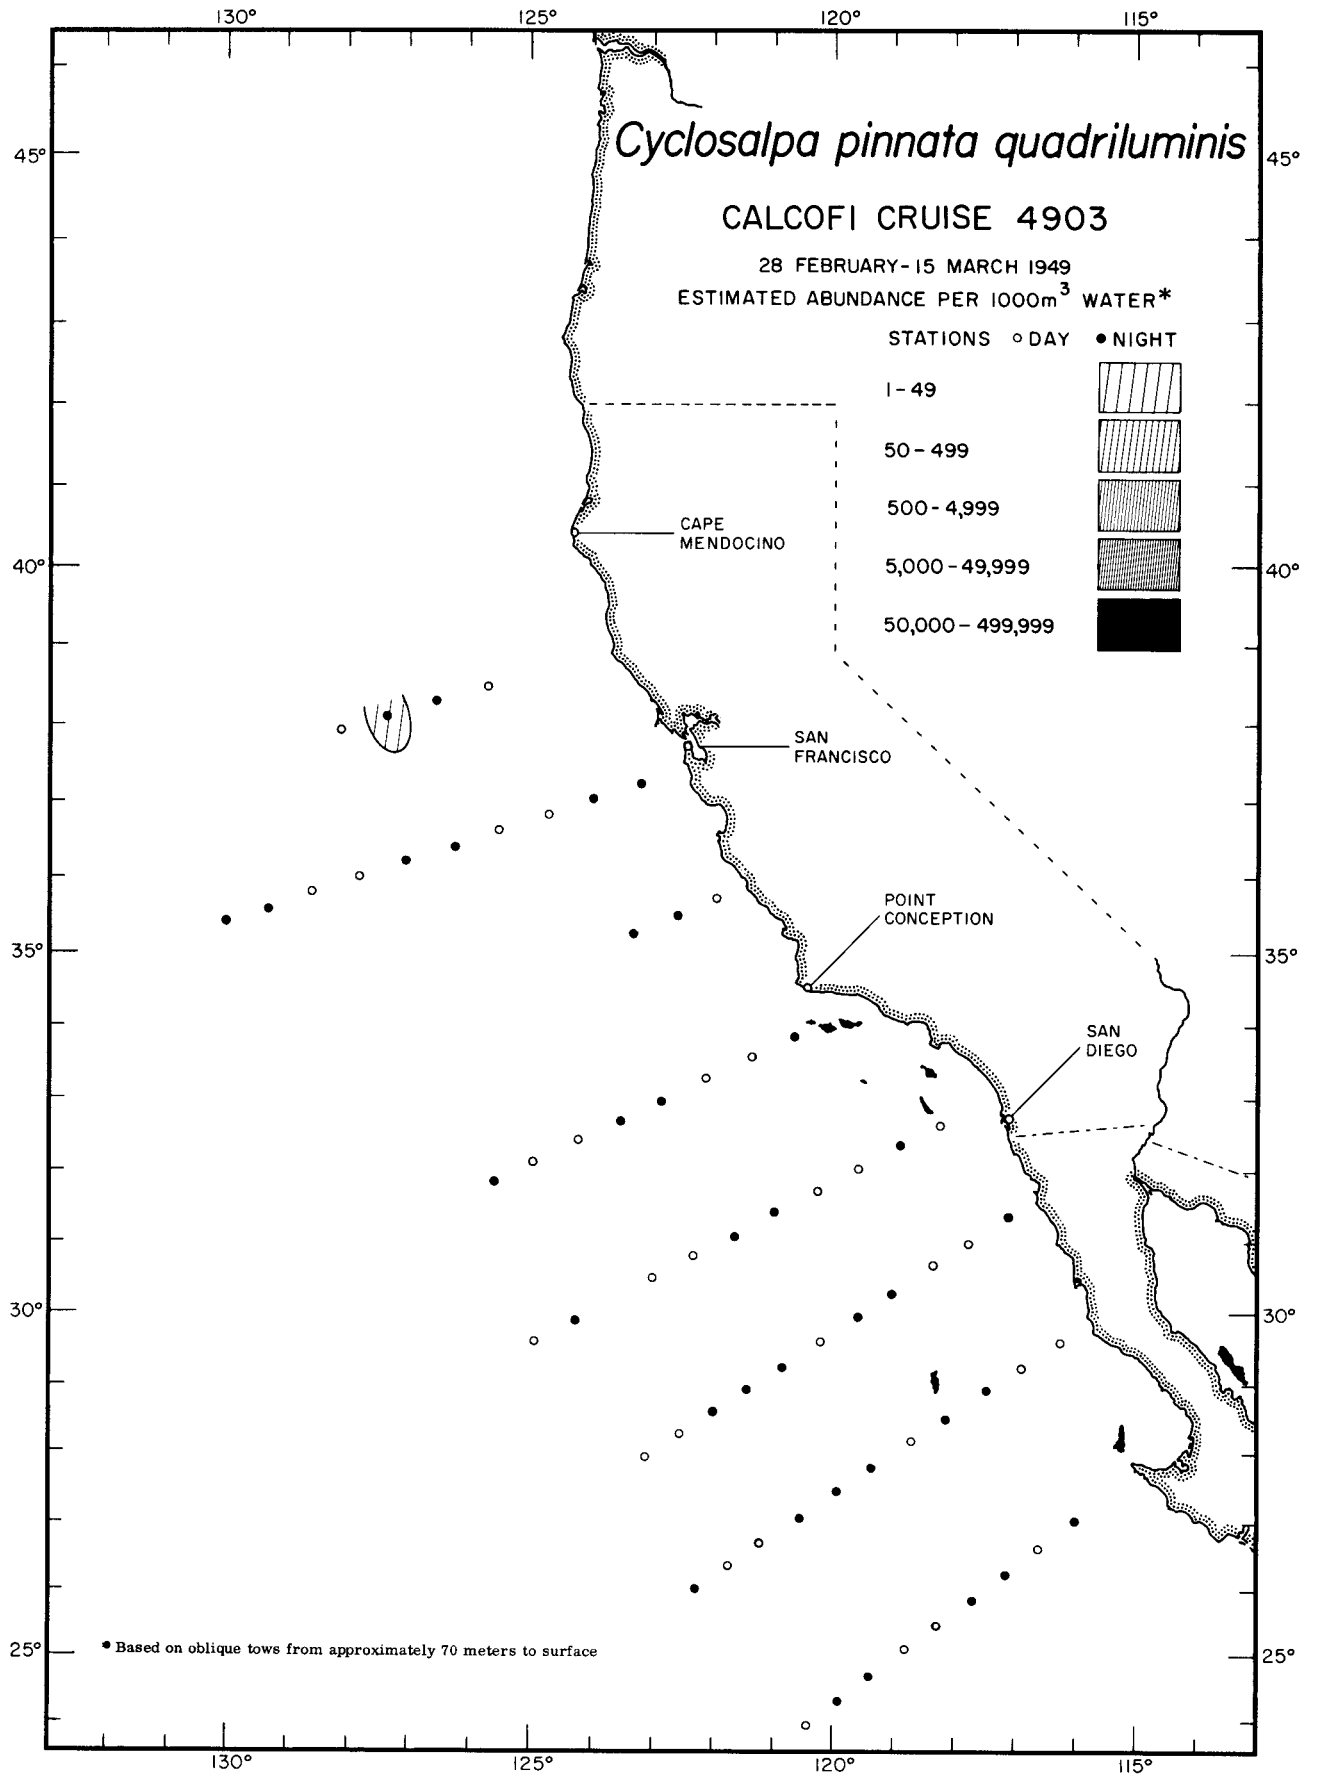 130° 125° 120° 115°
Cyclosalpa pinnata quadriluminis
45° 45°
CALCOFI CRUISE 4903
28 FEBRUARY-15 MARCH 1949
ESTIMATED ABUNDANCE PER 1000m³ WATER*
STATIONS ○ DAY ● NIGHT
1-49
50-499
500-4,999
5,000-49,999
50,000-499,999
CAPE
MENDOCINO
40° 40°
SAN
FRANCISCO
POINT
CONCEPTION
35° 35°
SAN
DIEGO
30° 30°
* Based on oblique tows from approximately 70 meters to surface
25° 25°
130° 125° 120° 115°